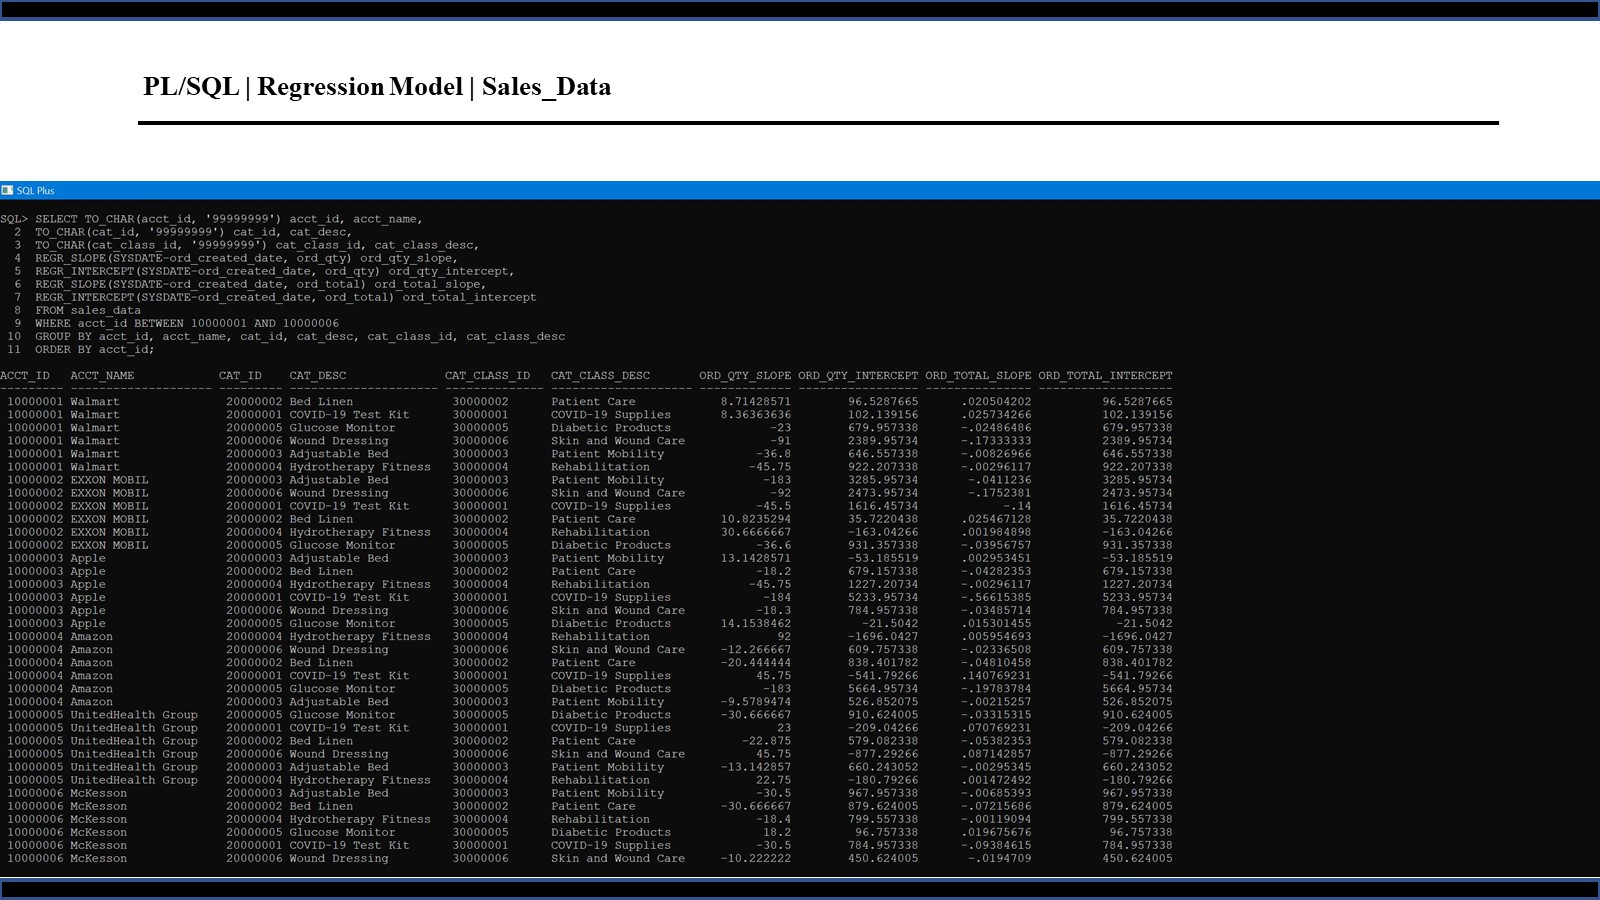 PL/SQL | Regression Model | Sales_Data
SQL Plus
SQL> SELECT TO_CHAR(acct_id, '99999999') acct_id, acct_name,
2 TO_CHAR(cat_id, '99999999') cat_id, cat_desc,
3 TO_CHAR(cat_class_id, '99999999') cat_class_id, cat_class_desc,
4 REGR_SLOPE(SYSDATE-ord_created_date, ord_qty) ord_qty_slope,
5 REGR_INTERCEPT(SYSDATE-ord_created_date, ord_qty) ord_qty_intercept,
6 REGR_SLOPE(SYSDATE-ord_created_date, ord_total) ord_total_slope,
7 REGR_INTERCEPT(SYSDATE-ord_created_date, ord_total) ord_total_intercept
8 FROM sales_data
9 WHERE acct_id BETWEEN 10000001 AND 10000006
10 GROUP BY acct_id, acct_name, cat_id, cat_desc, cat_class_id, cat_class_desc
11 ORDER BY acct_id;
ACCT_ID ACCT_NAME CAT_ID CAT_DESC CAT_CLASS_ID CAT_CLASS_DESC ORD_QTY_SLOPE ORD_QTY_INTERCEPT ORD_TOTAL_SLOPE ORD_TOTAL_INTERCEPT
--------- -------------------- --------- --------------------- -------------- -------------------- ------------- ----------------- --------------- -------------------
10000001 Walmart 20000002 Bed Linen 30000002 Patient Care 8.71428571 96.5287665 .020504202 96.5287665
10000001 Walmart 20000001 COVID-19 Test Kit 30000001 COVID-19 Supplies 8.36363636 102.139156 .025734266 102.139156
10000001 Walmart 20000005 Glucose Monitor 30000005 Diabetic Products -23 679.957338 -.02486486 679.957338
10000001 Walmart 20000006 Wound Dressing 30000006 Skin and Wound Care -91 2389.95734 -.17333333 2389.95734
10000001 Walmart 20000003 Adjustable Bed 30000003 Patient Mobility -36.8 646.557338 -.00826966 646.557338
10000001 Walmart 20000004 Hydrotherapy Fitness 30000004 Rehabilitation -45.75 922.207338 -.00296117 922.207338
10000002 EXXON MOBIL 20000003 Adjustable Bed 30000003 Patient Mobility -183 3285.95734 -.0411236 3285.95734
10000002 EXXON MOBIL 20000006 Wound Dressing 30000006 Skin and Wound Care -92 2473.95734 -.1752381 2473.95734
10000002 EXXON MOBIL 20000001 COVID-19 Test Kit 30000001 COVID-19 Supplies -45.5 1616.45734 -.14 1616.45734
10000002 EXXON MOBIL 20000002 Bed Linen 30000002 Patient Care 10.8235294 35.7220438 .025467128 35.7220438
10000002 EXXON MOBIL 20000004 Hydrotherapy Fitness 30000004 Rehabilitation 30.6666667 -163.04266 .001984898 -163.04266
10000002 EXXON MOBIL 20000005 Glucose Monitor 30000005 Diabetic Products -36.6 931.357338 -.03956757 931.357338
10000003 Apple 20000003 Adjustable Bed 30000003 Patient Mobility 13.1428571 -53.185519 .002953451 -53.185519
10000003 Apple 20000002 Bed Linen 30000002 Patient Care -18.2 679.157338 -.04282353 679.157338
10000003 Apple 20000004 Hydrotherapy Fitness 30000004 Rehabilitation -45.75 1227.20734 -.00296117 1227.20734
10000003 Apple 20000001 COVID-19 Test Kit 30000001 COVID-19 Supplies -184 5233.95734 -.56615385 5233.95734
10000003 Apple 20000006 Wound Dressing 30000006 Skin and Wound Care -18.3 784.957338 -.03485714 784.957338
10000003 Apple 20000005 Glucose Monitor 30000005 Diabetic Products 14.1538462 -21.5042 .015301455 -21.5042
10000004 Amazon 20000004 Hydrotherapy Fitness 30000004 Rehabilitation 92 -1696.0427 .005954693 -1696.0427
10000004 Amazon 20000006 Wound Dressing 30000006 Skin and Wound Care -12.266667 609.757338 -.02336508 609.757338
10000004 Amazon 20000002 Bed Linen 30000002 Patient Care -20.444444 838.401782 -.04810458 838.401782
10000004 Amazon 20000001 COVID-19 Test Kit 30000001 COVID-19 Supplies 45.75 -541.79266 .140769231 -541.79266
10000004 Amazon 20000005 Glucose Monitor 30000005 Diabetic Products -183 5664.95734 -.19783784 5664.95734
10000004 Amazon 20000003 Adjustable Bed 30000003 Patient Mobility -9.5789474 526.852075 -.00215257 526.852075
10000005 UnitedHealth Group 20000005 Glucose Monitor 30000005 Diabetic Products -30.666667 910.624005 -.03315315 910.624005
10000005 UnitedHealth Group 20000001 COVID-19 Test Kit 30000001 COVID-19 Supplies 23 -209.04266 .070769231 -209.04266
10000005 UnitedHealth Group 20000002 Bed Linen 30000002 Patient Care -22.875 579.082338 -.05382353 579.082338
10000005 UnitedHealth Group 20000006 Wound Dressing 30000006 Skin and Wound Care 45.75 -877.29266 .087142857 -877.29266
10000005 UnitedHealth Group 20000003 Adjustable Bed 30000003 Patient Mobility -13.142857 660.243052 -.00295345 660.243052
10000005 UnitedHealth Group 20000004 Hydrotherapy Fitness 30000004 Rehabilitation 22.75 -180.79266 .001472492 -180.79266
10000006 McKesson 20000003 Adjustable Bed 30000003 Patient Mobility -30.5 967.957338 -.00685393 967.957338
10000006 McKesson 20000002 Bed Linen 30000002 Patient Care -30.666667 879.624005 -.07215686 879.624005
10000006 McKesson 20000004 Hydrotherapy Fitness 30000004 Rehabilitation -18.4 799.557338 -.00119094 799.557338
10000006 McKesson 20000005 Glucose Monitor 30000005 Diabetic Products 18.2 96.757338 .019675676 96.757338
10000006 McKesson 20000001 COVID-19 Test Kit 30000001 COVID-19 Supplies -30.5 784.957338 -.09384615 784.957338
10000006 McKesson 20000006 Wound Dressing 30000006 Skin and Wound Care -10.222222 450.624005 -.0194709 450.624005